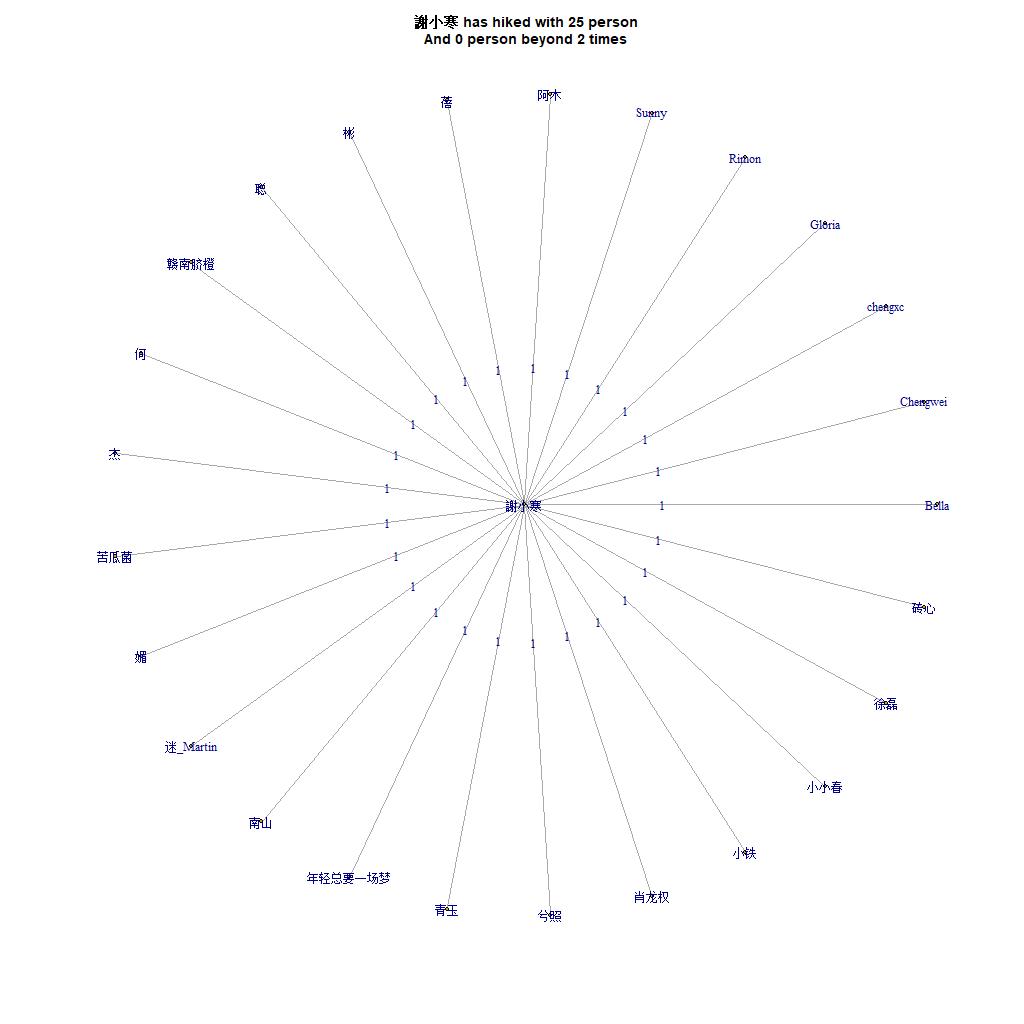 謝小寒 has hiked with 25 person
And 0 person beyond 2 times
阿木
蓓
Sunny
彬
Rimon
聪
Gloria
赣南脐橙
chengxc
何
Chengwei
杰
1
1
1
1
1
1
1
1
1
1
1
1
1
謝小寒
Bella
1
1
1
1
1
1
1
1
1
1
1
1
苦瓜菌
砖心
媚
徐磊
迷_Martin
小小春
南山
小铁
年轻总要一场梦
肖龙权
青玉
兮照